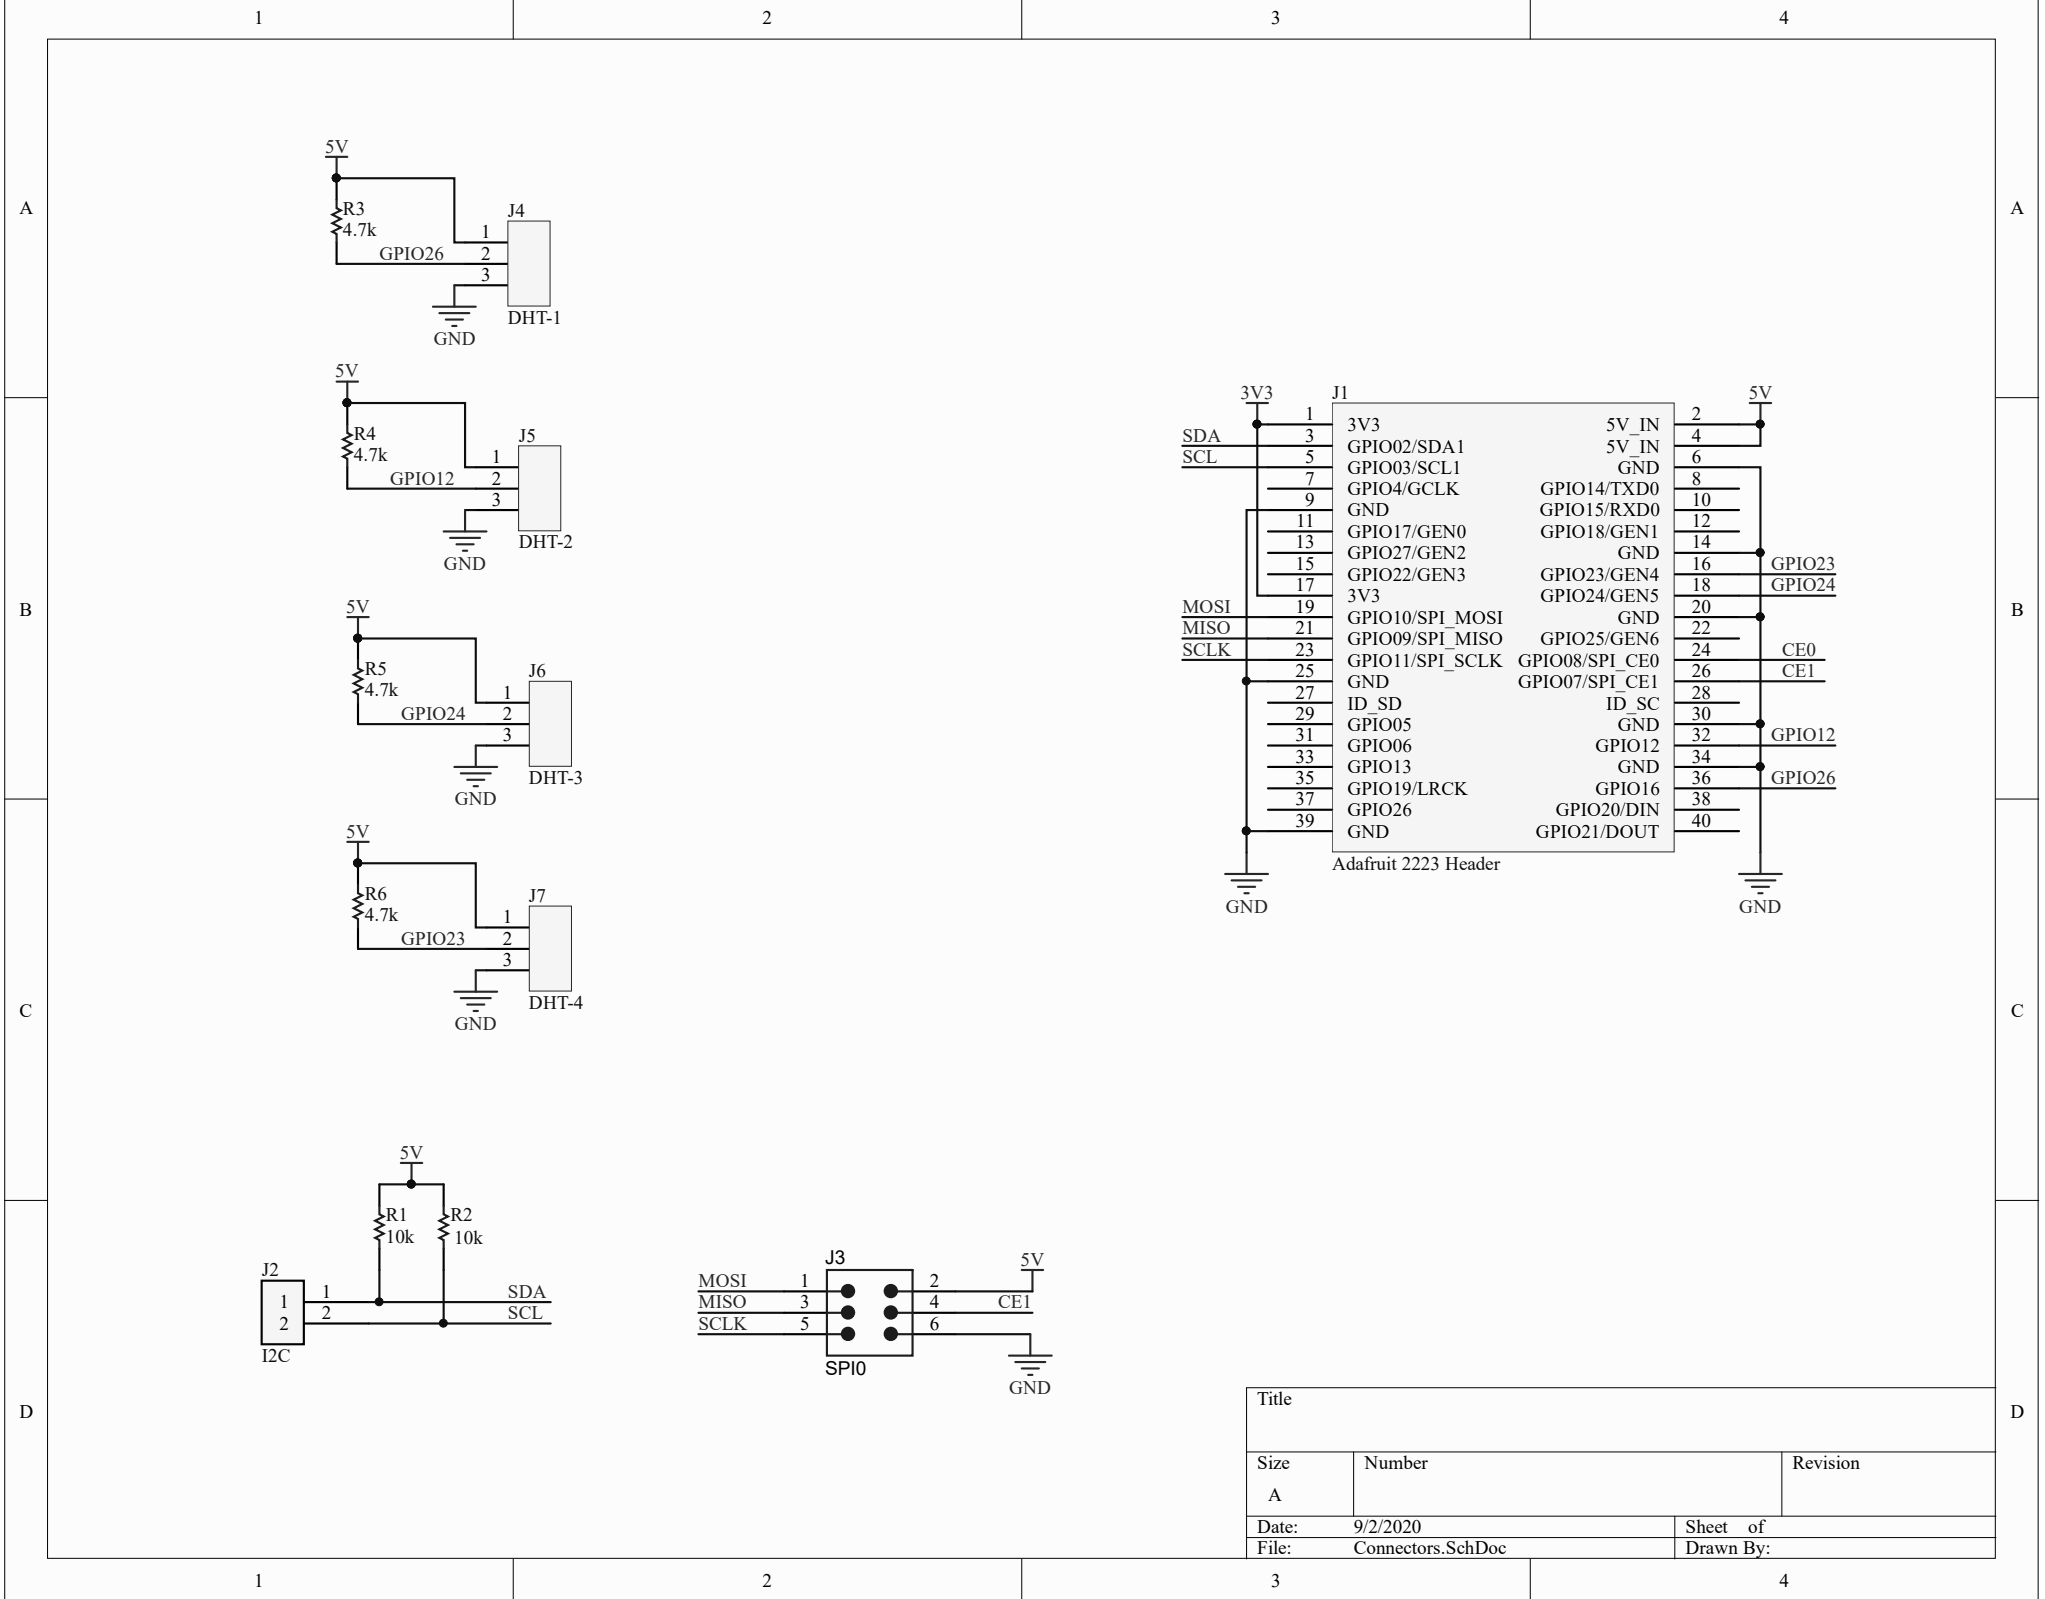 1 2 3 4
A A
B B
C C
D D
1 2 3 4
5V
R3
4.7k
GPIO26
J4
1
2
3
GND
DHT-1
5V
R4
4.7k
GPIO12
J5
1
2
3
GND
DHT-2
5V
R5
4.7k
GPIO24
J6
1
2
3
GND
DHT-3
5V
R6
4.7k
GPIO23
J7
1
2
3
GND
DHT-4
3V3 J1 5V
1 3V3 5V_IN 2
SDA 3 GPIO02/SDA1 5V_IN 4
SCL 5 GPIO03/SCL1 GND 6
7 GPIO4/GCLK GPIO14/TXD0 8
9 GND GPIO15/RXD0 10
11 GPIO17/GEN0 GPIO18/GEN1 12
13 GPIO27/GEN2 GND 14
15 GPIO22/GEN3 GPIO23/GEN4 16 GPIO23
17 3V3 GPIO24/GEN5 18 GPIO24
MOSI 19 GPIO10/SPI_MOSI GND 20
MISO 21 GPIO09/SPI_MISO GPIO25/GEN6 22
SCLK 23 GPIO11/SPI_SCLK GPIO08/SPI_CE0 24 CE0
25 GND GPIO07/SPI_CE1 26 CE1
27 ID_SD ID_SC 28
29 GPIO05 GND 30
31 GPIO06 GPIO12 32 GPIO12
33 GPIO13 GND 34
35 GPIO19/LRCK GPIO16 36 GPIO26
37 GPIO26 GPIO20/DIN 38
39 GND GPIO21/DOUT 40
Adafruit 2223 Header
GND GND
5V
R1 R2
10k 10k
J2
1 1 SDA
2 2 SCL
I2C
J3 5V
MOSI 1 2
MISO 3 4 CE1
SCLK 5 6
SPI0
GND
Title
Size Number Revision
A
Date: 9/2/2020 Sheet of
File: Connectors.SchDoc Drawn By: